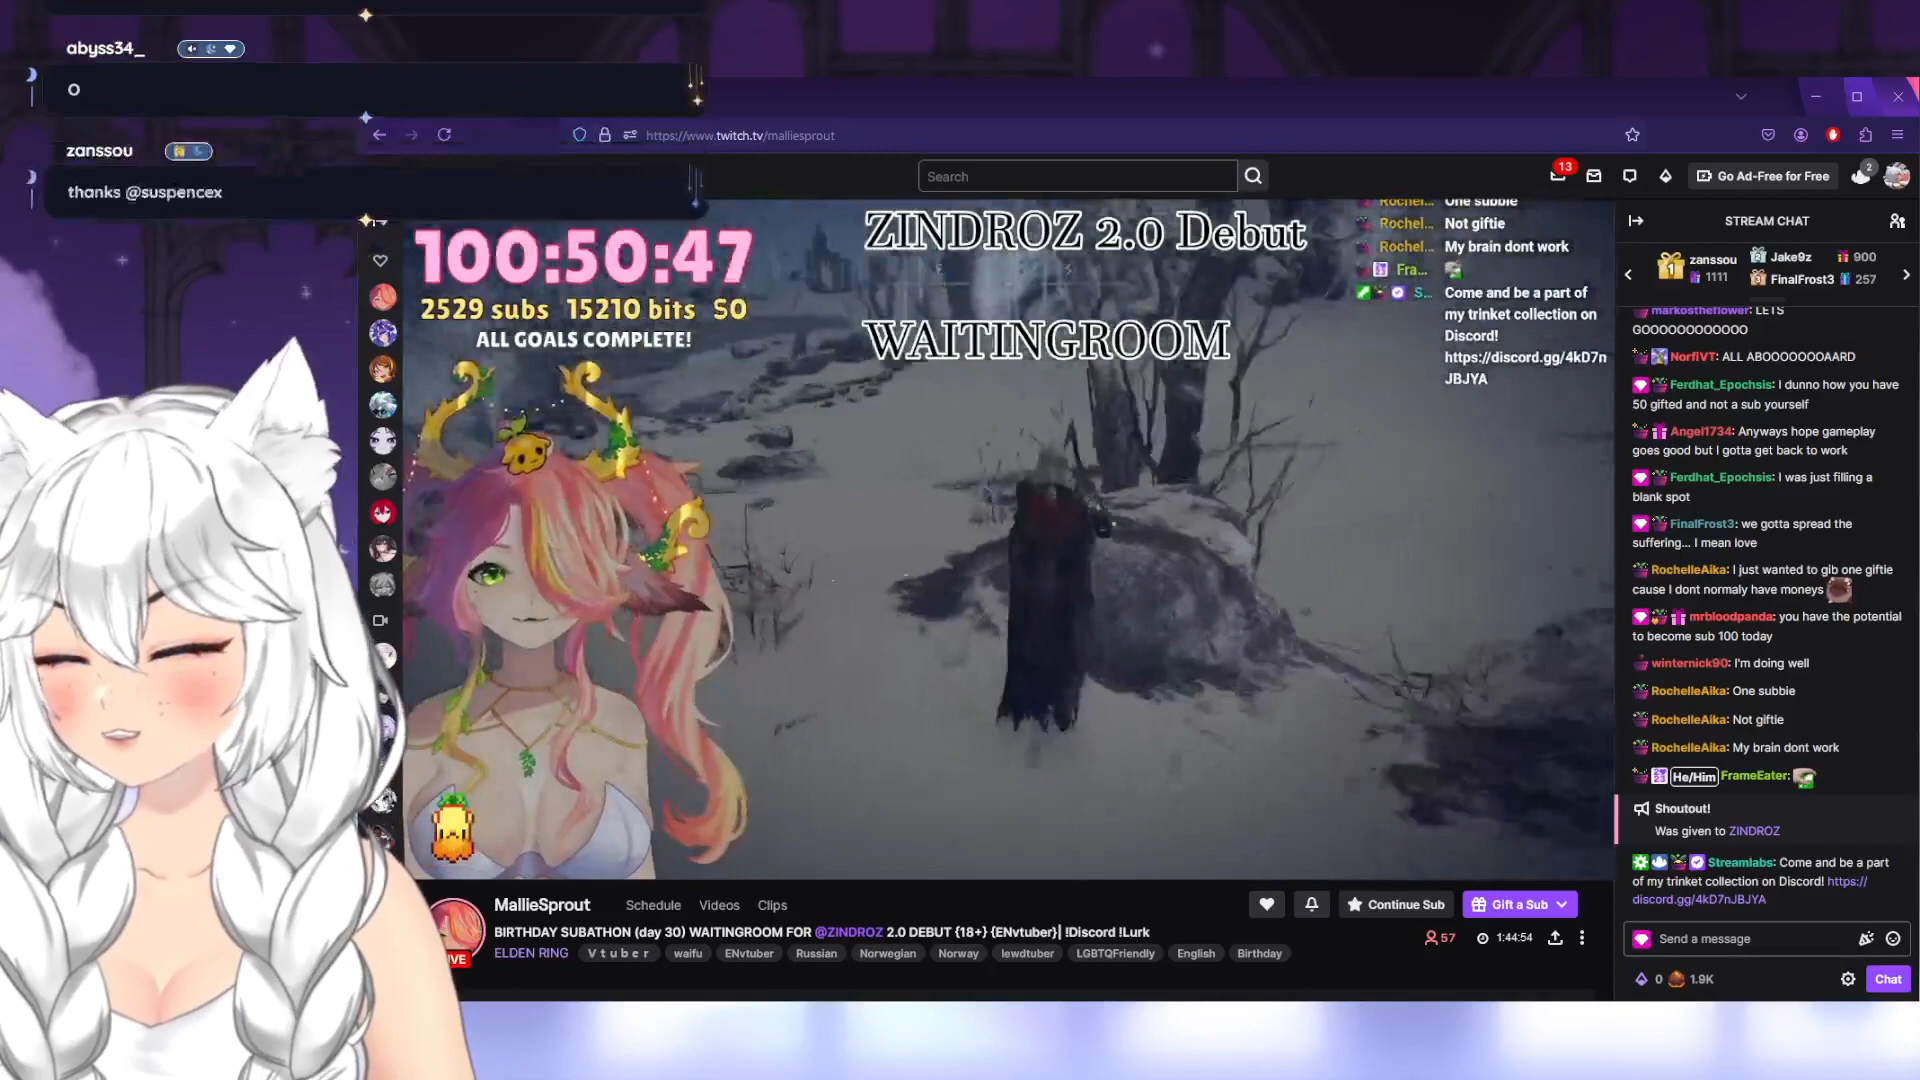 abyss34_
O
zanssou
thanks @suspencex
https://www.twitch.tv/malliesprout
Search
13
Go Ad-Free for Free
2
100:50:47
2529 subs 15210 bits $0
ALL GOALS COMPLETE!
ZINDROZ 2.0 Debut
WAITINGROOM
Rochel... One subbie
Rochel... Not giftie
Rochel... My brain dont work
Fra...
S... Come and be a part of
my trinket collection on
Discord!
https://discord.gg/4kD7n
JBJYA
STREAM CHAT
1 zanssou
1111
2 Jake9z 900
3 FinalFrost3 257
markostheflower: LETS
GOOOOOOOOOOOO
NorfiVT: ALL ABOOOOOOOAARD
Ferdhat_Epochsis: I dunno how you have
50 gifted and not a sub yourself
Angel1734: Anyways hope gameplay
goes good but I gotta get back to work
Ferdhat_Epochsis: I was just filling a
blank spot
FinalFrost3: we gotta spread the
suffering... I mean love
RochelleAika: I just wanted to gib one giftie
cause I dont normaly have moneys
mrbloodpanda: you have the potential
to become sub 100 today
winternick90: I'm doing well
RochelleAika: One subbie
RochelleAika: Not giftie
RochelleAika: My brain dont work
He/Him FrameEater:
Shoutout!
Was given to ZINDROZ
Streamlabs: Come and be a part
of my trinket collection on Discord! https://
discord.gg/4kD7nJBJYA
Send a message
0 1.9K
Chat
LIVE
MallieSprout Schedule Videos Clips
Continue Sub
Gift a Sub
BIRTHDAY SUBATHON (day 30) WAITINGROOM FOR @ZINDROZ 2.0 DEBUT {18+} {ENvtuber}| !Discord !Lurk
57 1:44:54
ELDEN RING Vtuber waifu ENvtuber Russian Norwegian Norway lewdtuber LGBTQFriendly English Birthday